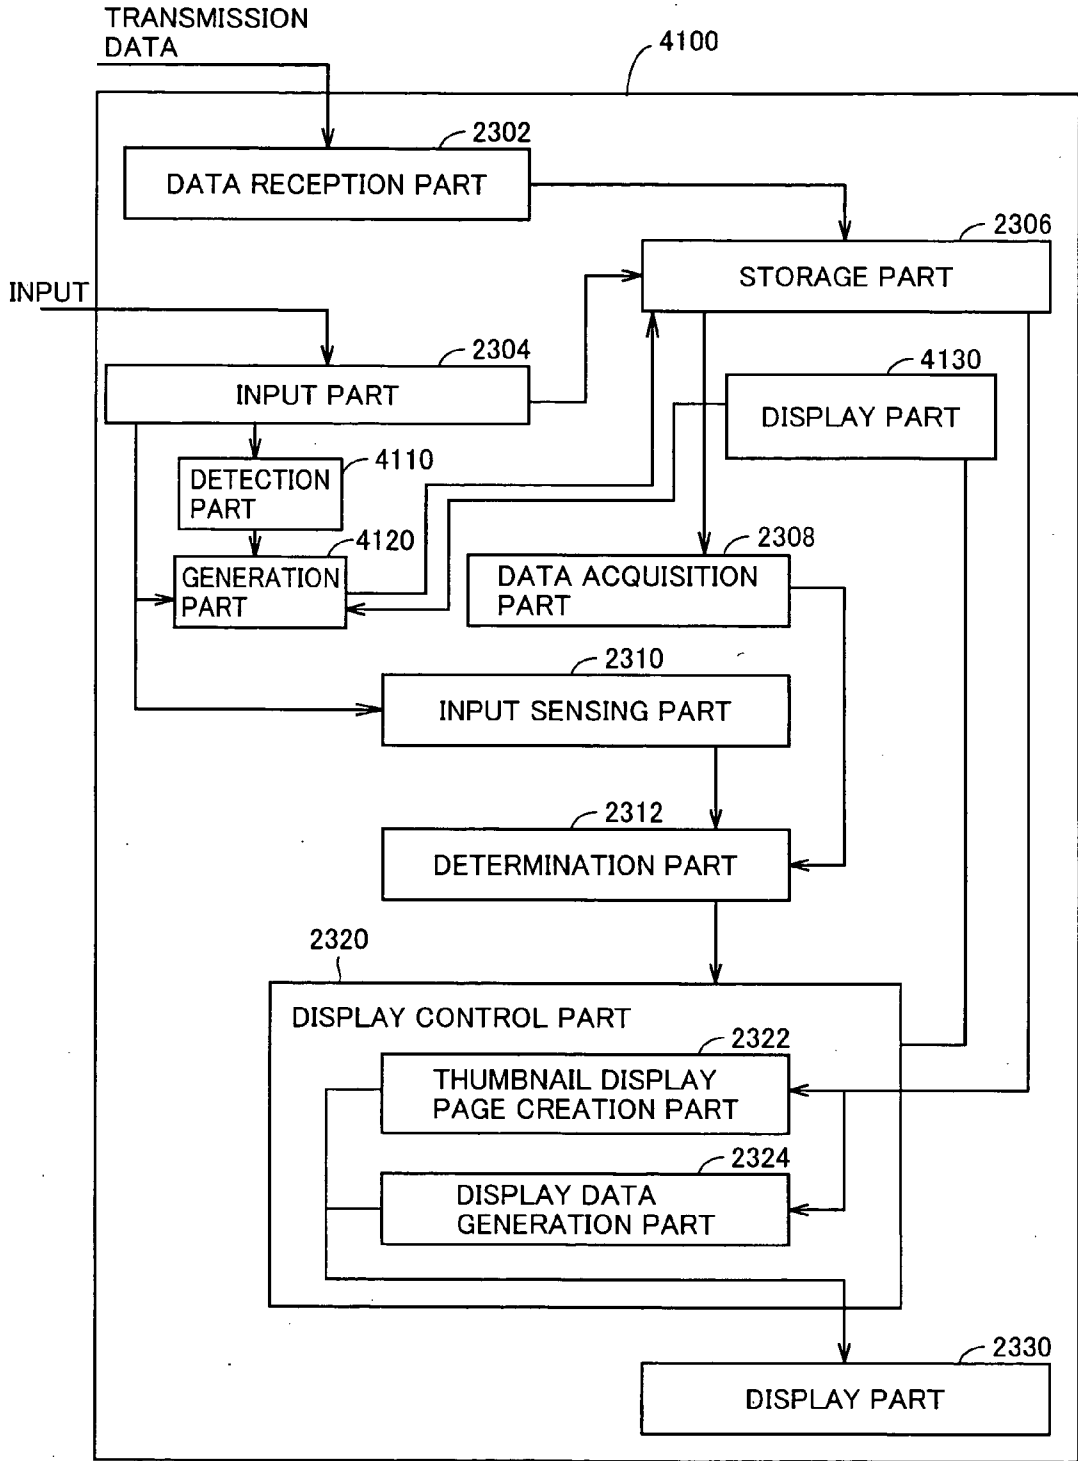 TRANSMISSION
DATA
4100
2302
DATA RECEPTION PART
2306
STORAGE PART
INPUT
2304
INPUT PART
4130
DISPLAY PART
4110
DETECTION
PART
4120
GENERATION
PART
2308
DATA ACQUISITION
PART
2310
INPUT SENSING PART
2312
DETERMINATION PART
2320
DISPLAY CONTROL PART
2322
THUMBNAIL DISPLAY
PAGE CREATION PART
2324
DISPLAY DATA
GENERATION PART
2330
DISPLAY PART